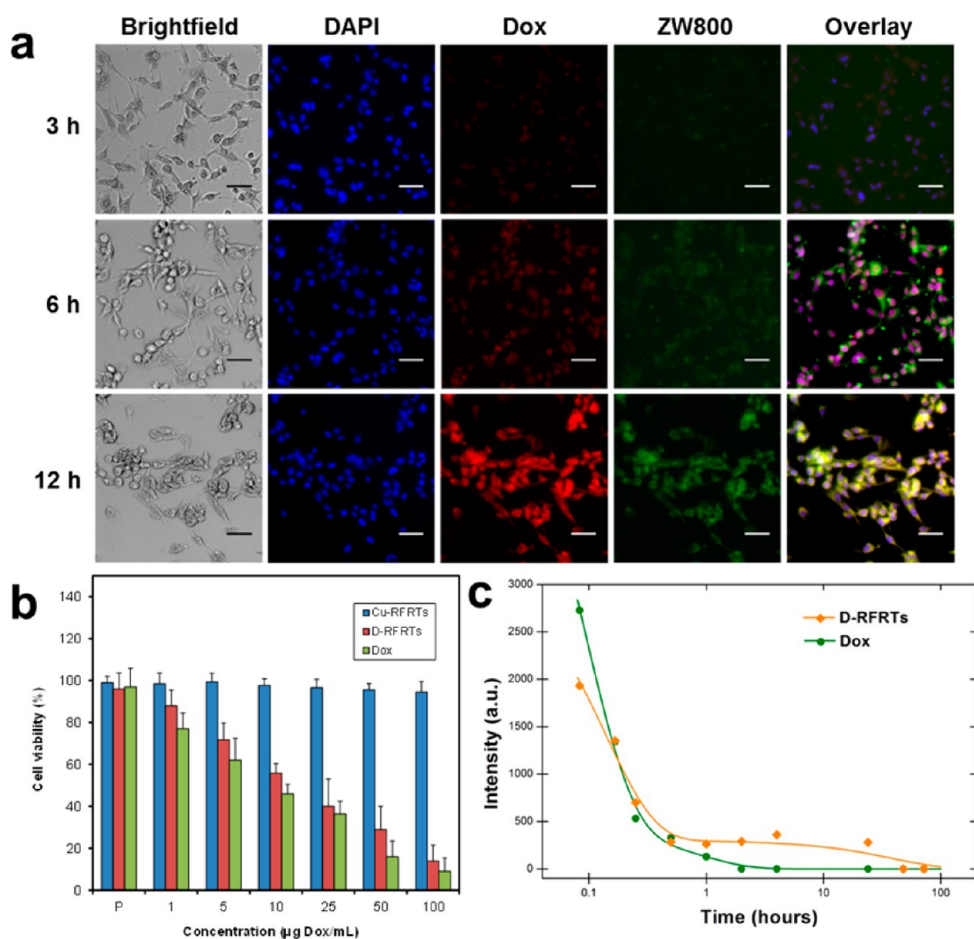 a
Brightfield DAPI Dox ZW800 Overlay
3 h
6 h
12 h
b
140
120
100
80
60
40
20
0
Cell viability (%)
Cu-RFRTs
D-RFRTs
Dox
P 1 5 10 25 50 100
Concentration (µg Dox/mL)
c
3000
2500
2000
1500
1000
500
0
Intensity (a.u.)
D-RFRTs
Dox
0.1 1 10 100
Time (hours)